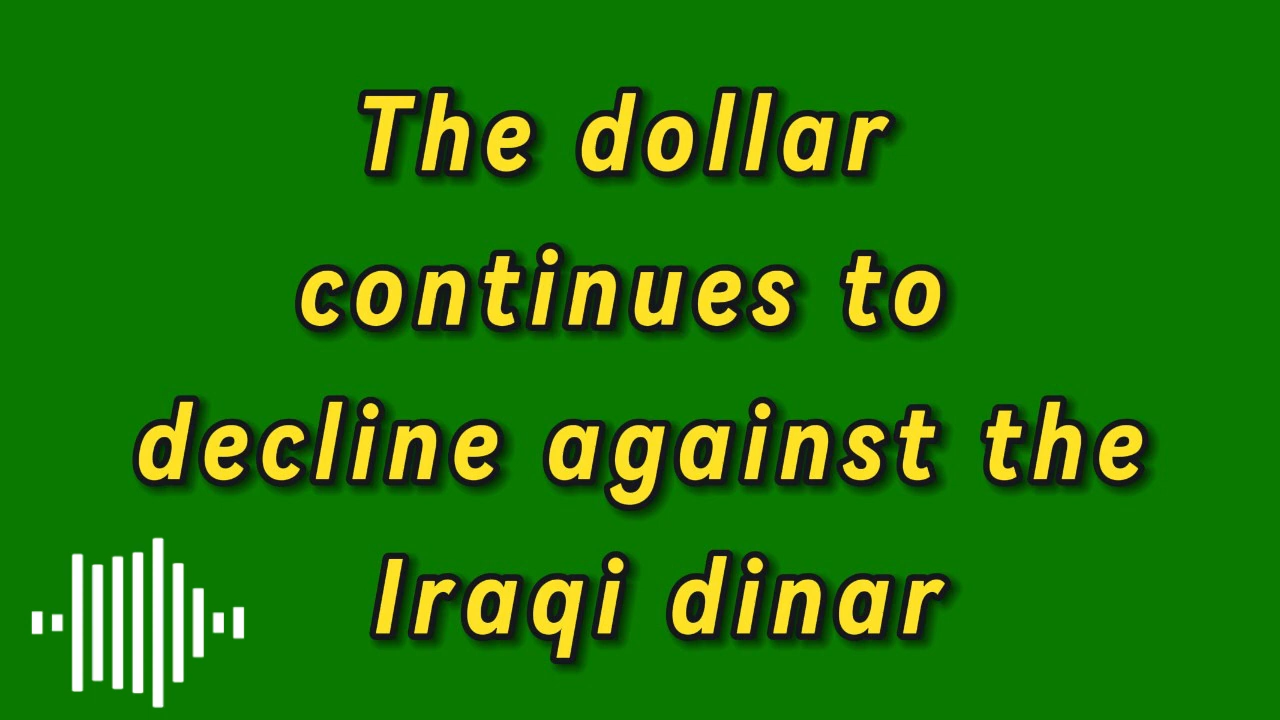 The dollar
continues to
decline against the
Iraqi dinar